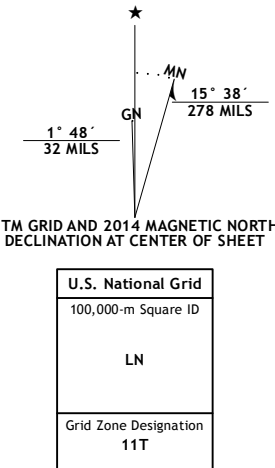 MN
GN
15° 38´
278 MILS
1° 48´
32 MILS
TM GRID AND 2014 MAGNETIC NORTH
DECLINATION AT CENTER OF SHEET
U.S. National Grid
100,000-m Square ID
LN
Grid Zone Designation
11T